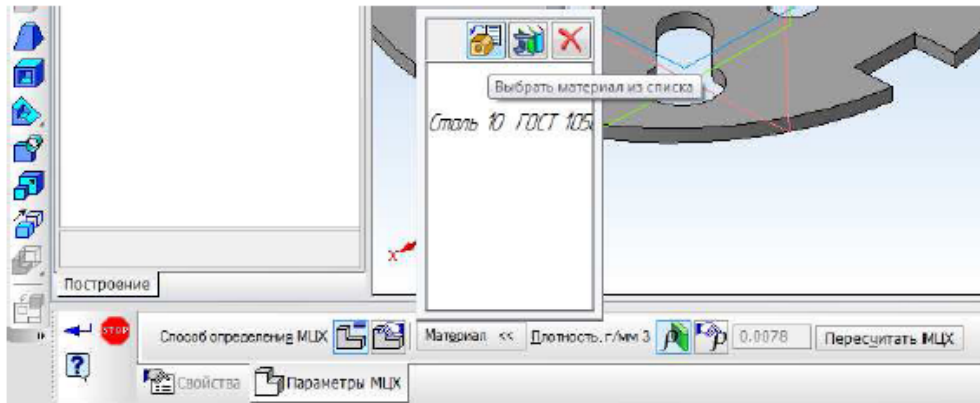 Выбрать материал из списка
Сталь 10 ГОСТ 105
x
Построение
STOP
Способ определения МЦХ Материал << Плотность, г/мм 3 ρ ρ 0.0078 Пересчитать МЦХ
?
Свойства Параметры МЦХ